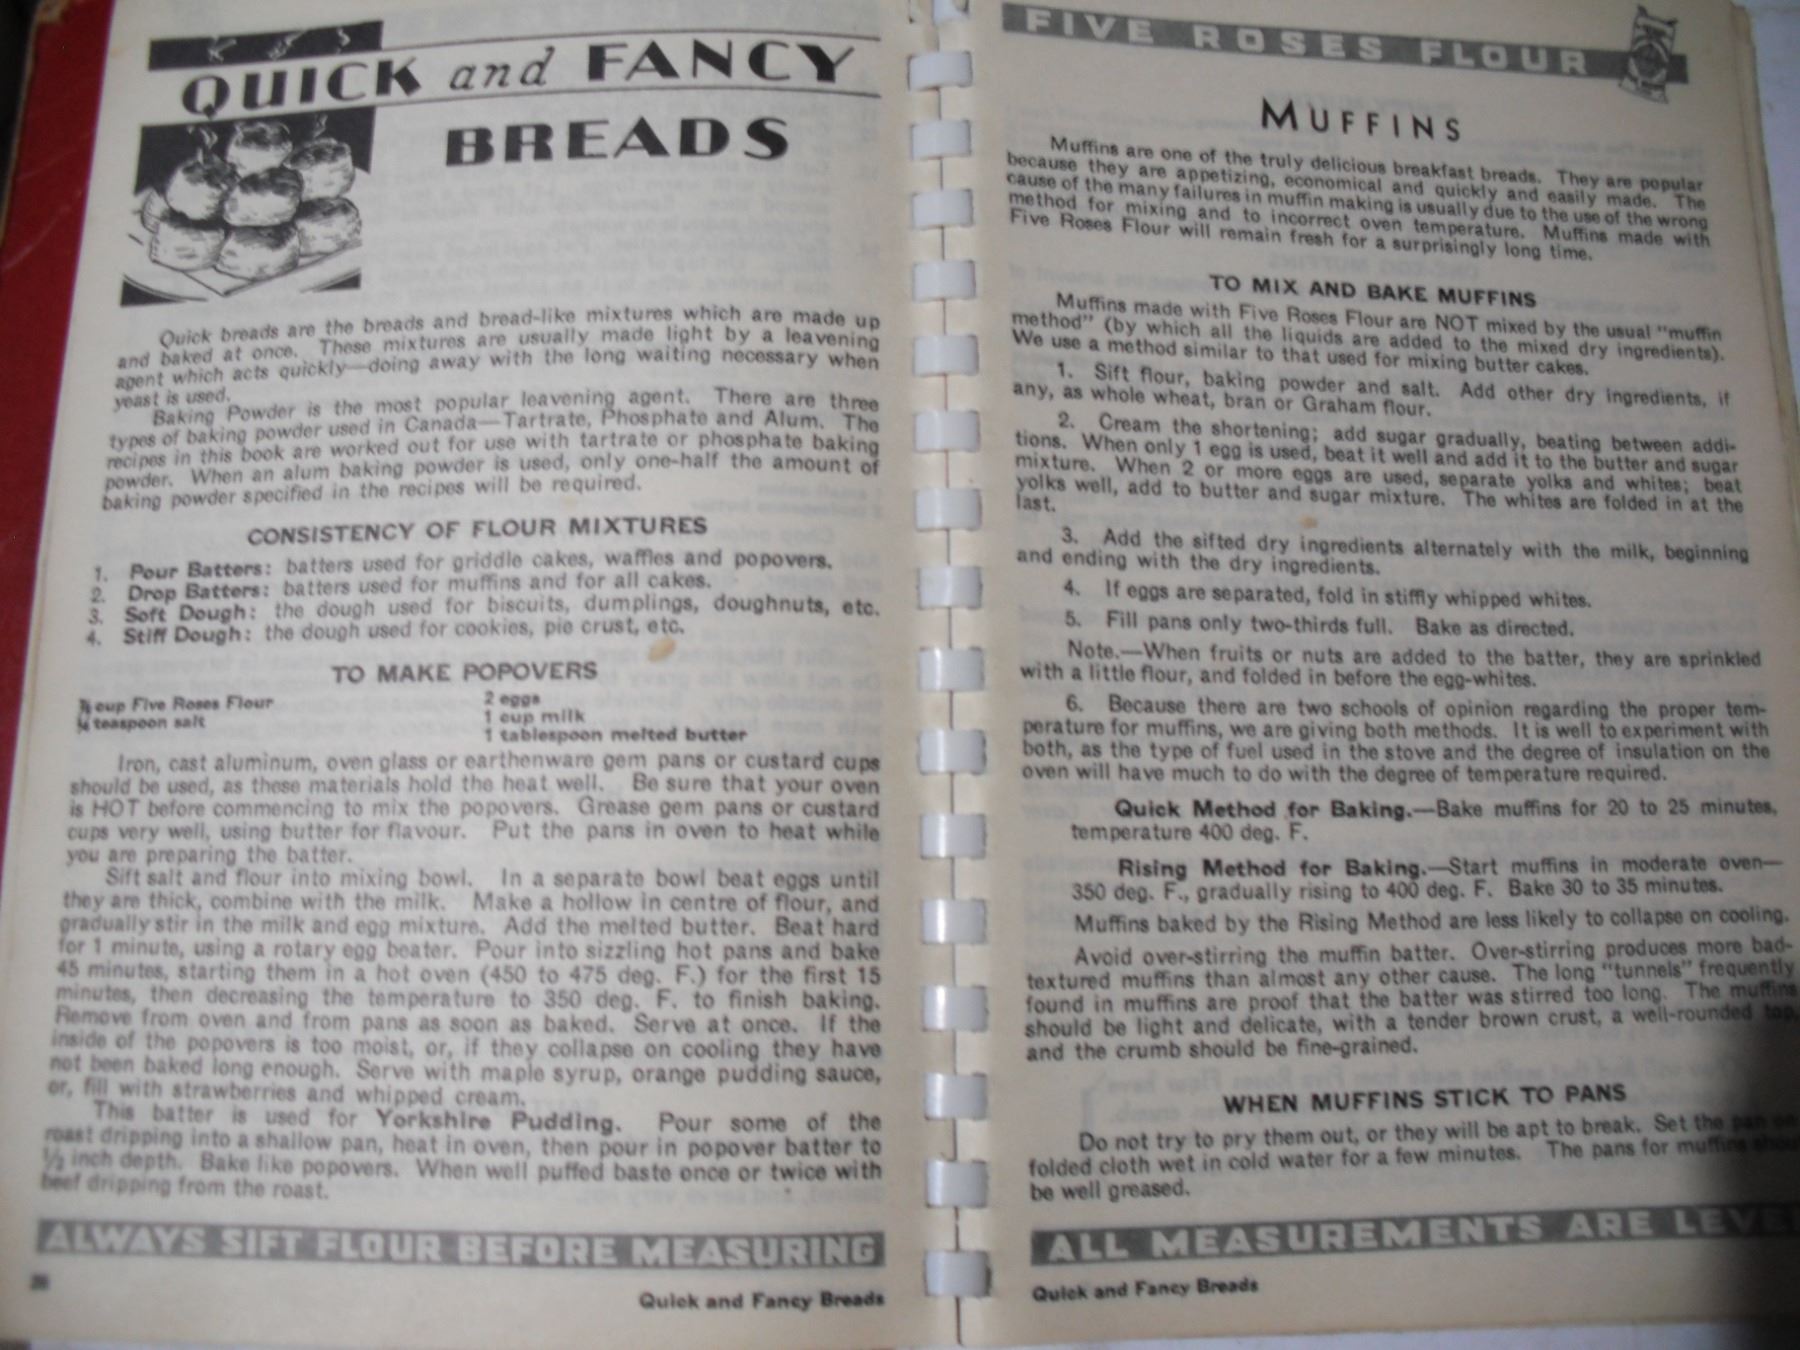 QUICK and FANCY
BREADS
Quick breads are the breads and bread-like mixtures which are made up
and baked at once. These mixtures are usually made light by a leavening
agent which acts quickly—doing away with the long waiting necessary when
yeast is used.
Baking Powder is the most popular leavening agent. There are three
types of baking powder used in Canada—Tartrate, Phosphate and Alum. The
recipes in this book are worked out for use with tartrate or phosphate baking
powder. When an alum baking powder is used, only one-half the amount of
baking powder specified in the recipes will be required.
CONSISTENCY OF FLOUR MIXTURES
1. Pour Batters: batters used for griddle cakes, waffles and popovers.
2. Drop Batters: batters used for muffins and for all cakes.
3. Soft Dough: the dough used for biscuits, dumplings, doughnuts, etc.
4. Stiff Dough: the dough used for cookies, pie crust, etc.
TO MAKE POPOVERS
cup Five Roses Flour
teaspoon salt
2 eggs
1 cup milk
1 tablespoon melted butter
Iron, cast aluminum, oven glass or earthenware gem pans or custard cups
should be used, as these materials hold the heat well. Be sure that your oven
is HOT before commencing to mix the popovers. Grease gem pans or custard
cups very well, using butter for flavour. Put the pans in oven to heat while
you are preparing the batter.
Sift salt and flour into mixing bowl. In a separate bowl beat eggs until
they are thick, combine with the milk. Make a hollow in centre of flour, and
gradually stir in the milk and egg mixture. Add the melted butter. Beat hard
for 1 minute, using a rotary egg beater. Pour into sizzling hot pans and bake
45 minutes, starting them in a hot oven (450 to 475 deg. F.) for the first 15
minutes, then decreasing the temperature to 350 deg. F. to finish baking.
Remove from oven and from pans as soon as baked. Serve at once. If the
inside of the popovers is too moist, or, if they collapse on cooling they have
not been baked long enough. Serve with maple syrup, orange pudding sauce,
or, fill with strawberries and whipped cream.
This batter is used for Yorkshire Pudding. Pour some of the
roast dripping into a shallow pan, heat in oven, then pour in popover batter to
½ inch depth. Bake like popovers. When well puffed baste once or twice with
beef dripping from the roast.
ALWAYS SIFT FLOUR BEFORE MEASURING
Quick and Fancy Breads
FIVE ROSES FLOUR
MUFFINS
Muffins are one of the truly delicious breakfast breads. They are popular
because they are appetizing, economical and quickly and easily made. The
cause of the many failures in muffin making is usually due to the use of the wrong
method for mixing and to incorrect oven temperature. Muffins made with
Five Roses Flour will remain fresh for a surprisingly long time.
TO MIX AND BAKE MUFFINS
Muffins made with Five Roses Flour are NOT mixed by the usual "muffin
method" (by which all the liquids are added to the mixed dry ingredients).
We use a method similar to that used for mixing butter cakes.
1. Sift flour, baking powder and salt. Add other dry ingredients, if
any, as whole wheat, bran or Graham flour.
2. Cream the shortening; add sugar gradually, beating between addi-
tions. When only 1 egg is used, beat it well and add it to the butter and sugar
mixture. When 2 or more eggs are used, separate yolks and whites; beat
yolks well, add to butter and sugar mixture. The whites are folded in at the
last.
3. Add the sifted dry ingredients alternately with the milk, beginning
and ending with the dry ingredients.
4. If eggs are separated, fold in stiffly whipped whites.
5. Fill pans only two-thirds full. Bake as directed.
Note.—When fruits or nuts are added to the batter, they are sprinkled
with a little flour, and folded in before the egg-whites.
6. Because there are two schools of opinion regarding the proper tem-
perature for muffins, we are giving both methods. It is well to experiment with
both, as the type of fuel used in the stove and the degree of insulation on the
oven will have much to do with the degree of temperature required.
Quick Method for Baking.—Bake muffins for 20 to 25 minutes,
temperature 400 deg. F.
Rising Method for Baking.—Start muffins in moderate oven—
350 deg. F., gradually rising to 400 deg. F. Bake 30 to 35 minutes.
Muffins baked by the Rising Method are less likely to collapse on cooling.
Avoid over-stirring the muffin batter. Over-stirring produces more bad-
textured muffins than almost any other cause. The long "tunnels" frequently
found in muffins are proof that the batter was stirred too long. The muffins
should be light and delicate, with a tender brown crust, a well-rounded top,
and the crumb should be fine-grained.
WHEN MUFFINS STICK TO PANS
Do not try to pry them out, or they will be apt to break. Set the pan on
folded cloth wet in cold water for a few minutes. The pans for muffins
be well greased.
ALL MEASUREMENTS ARE LEVEL
Quick and Fancy Breads